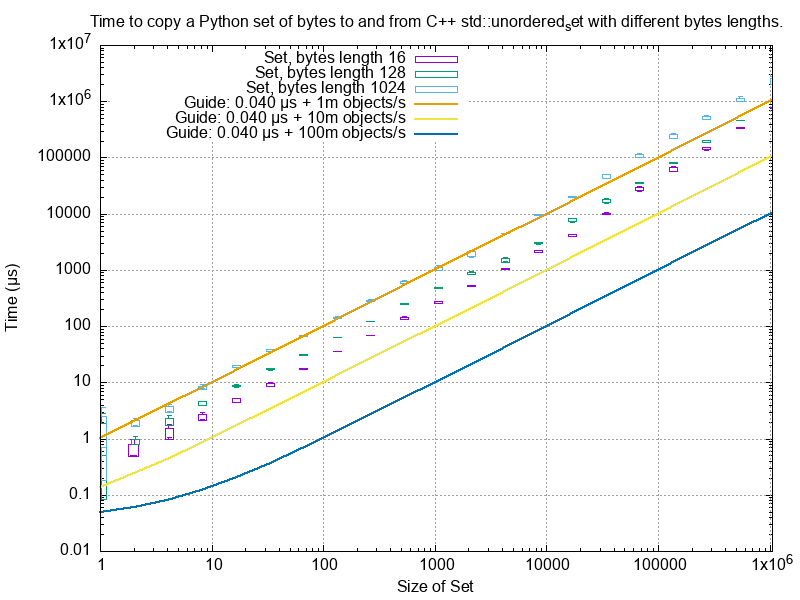 Time to copy a Python set of bytes to and from C++ std::unordered_set with different bytes lengths.
1x10^7
1x10^6
100000
10000
1000
100
10
1
0.1
0.01
Time (µs)
Set, bytes length 16
Set, bytes length 128
Set, bytes length 1024
Guide: 0.040 µs + 1m objects/s
Guide: 0.040 µs + 10m objects/s
Guide: 0.040 µs + 100m objects/s
1 10 100 1000 10000 100000 1x10^6
Size of Set